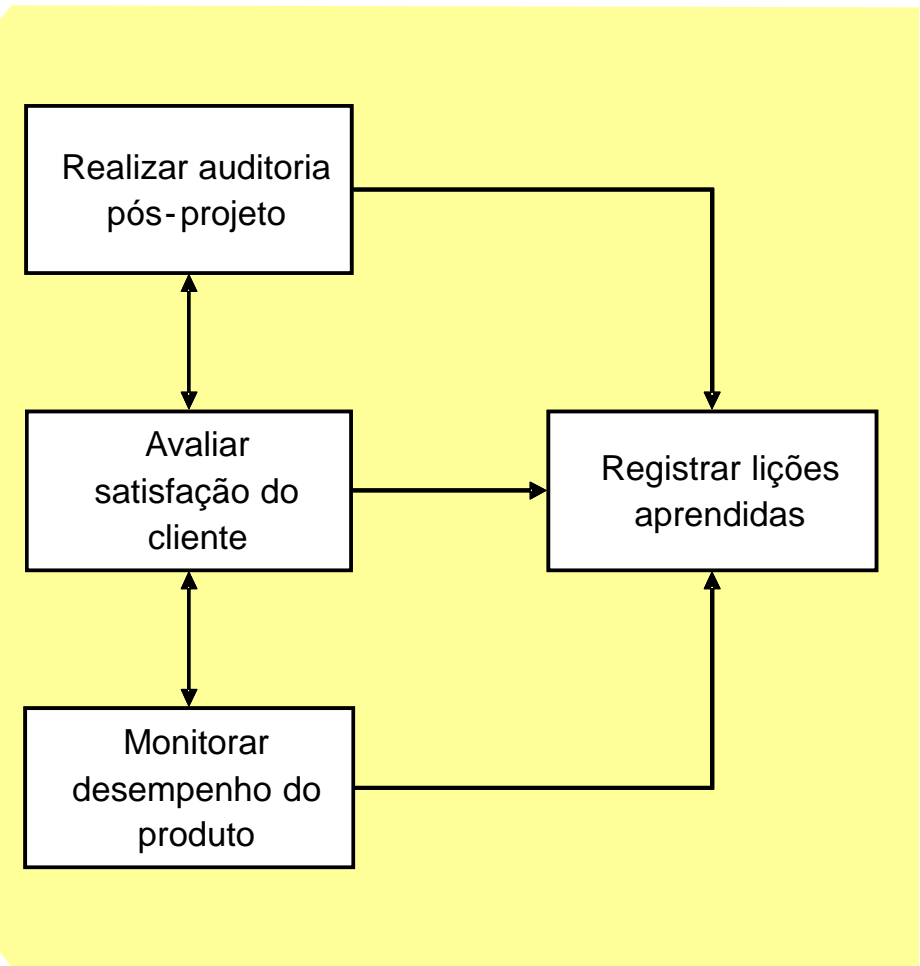 Realizar auditoria
pós-projeto
Avaliar
satisfação do
cliente
Registrar lições
aprendidas
Monitorar
desempenho do
produto